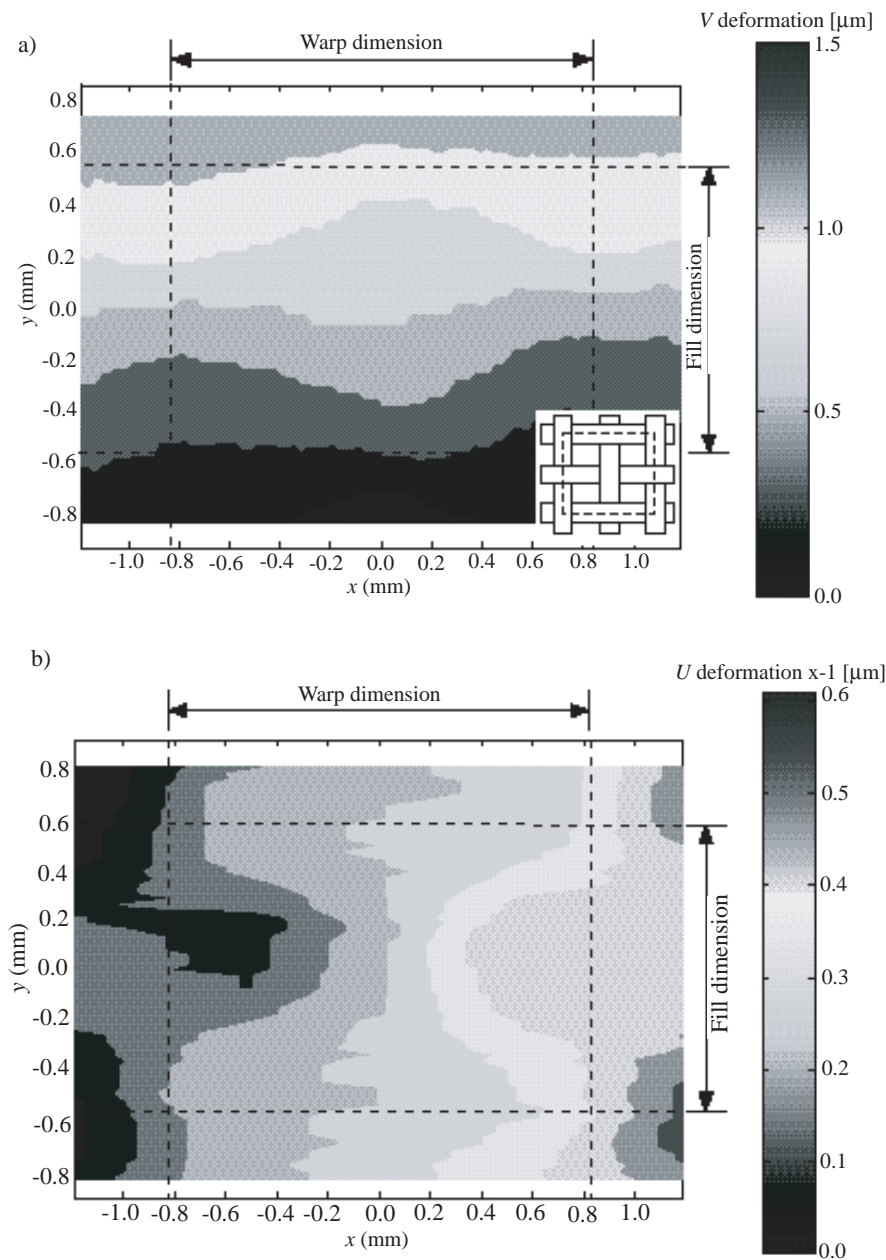 a)
Warp dimension
V deformation [μm]
1.5
1.0
0.5
0.0
0.8
0.6
0.4
0.2
0.0
-0.2
-0.4
-0.6
-0.8
y (mm)
Fill dimension
-1.0 -0.8 -0.6 -0.4 -0.2 0.0 0.2 0.4 0.6 0.8 1.0
x (mm)
b)
Warp dimension
U deformation x-1 [μm]
0.6
0.5
0.4
0.3
0.2
0.1
0.0
0.8
0.6
0.4
0.2
0.0
-0.2
-0.4
-0.6
-0.8
y (mm)
Fill dimension
-1.0 -0.8 -0.6 -0.4 -0.2 0.0 0.2 0.4 0.6 0.8 1.0
x (mm)